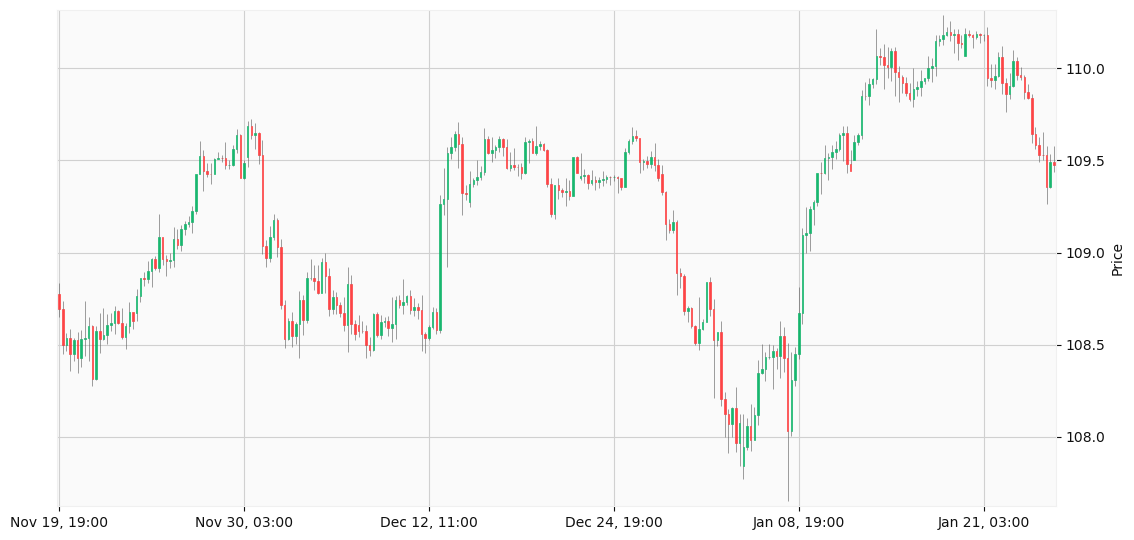 110.0
109.5
109.0
108.5
108.0
Price
Nov 19, 19:00
Nov 30, 03:00
Dec 12, 11:00
Dec 24, 19:00
Jan 08, 19:00
Jan 21, 03:00